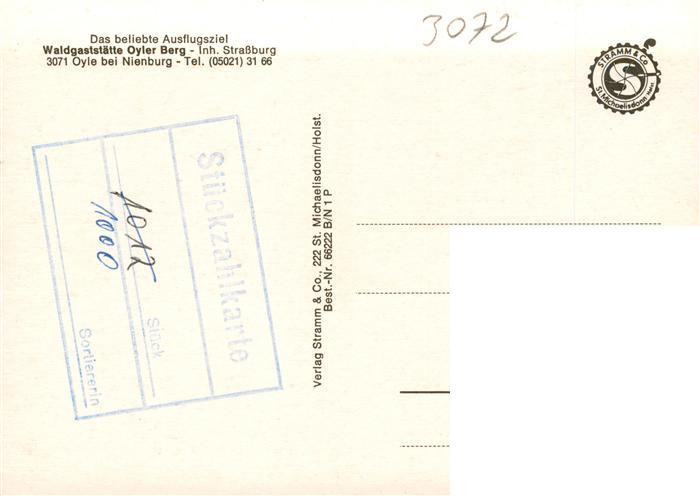 Das beliebte Ausflugsziel
Waldgaststätte Oyler Berg - Inh. Straßburg
3071 Oyle bei Nienburg - Tel. (05021) 31 66
3072
STRAMM & Co
St. Michaelisdonn Holst
Stückzahlkarte
1012
Stück
1000
Sortiererin
Verlag Stramm & Co., 222 St. Michaelisdonn/Holst.
Best.-Nr. 66222 B/N 1 P